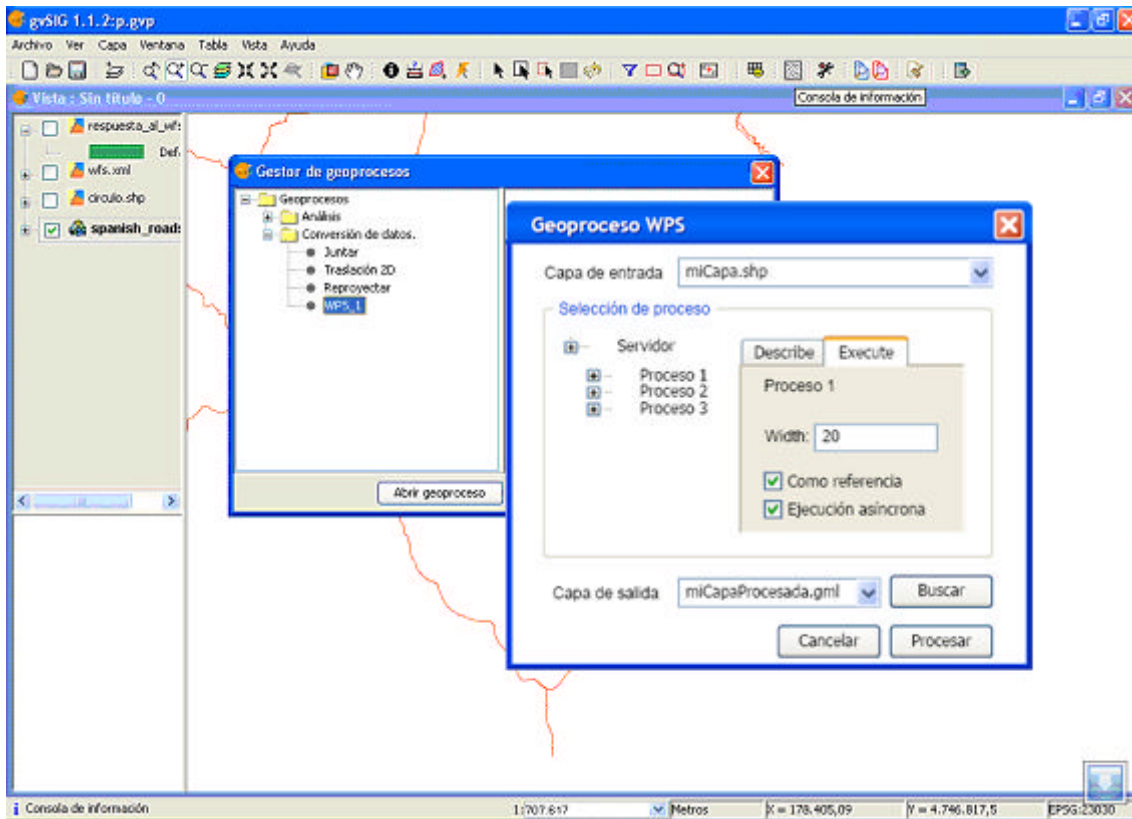 gvSIG 1.1.2:p.gvp
Archivo Ver Capa Ventana Tabla Vista Ayuda
Vista : Sin título - 0
Consola de información
respuesta_al_wfs
Def.
wfs.xml
circulo.shp
spanish_roads
Gestor de geoprocesos
Geoprocesos
Análisis
Conversión de datos.
Juntar
Traslación 2D
Reproyectar
WPS_1
Abrir geoproceso
Geoproceso WPS
Capa de entrada miCapa.shp
Selección de proceso
Servidor
Proceso 1
Proceso 2
Proceso 3
Describe Execute
Proceso 1
Width: 20
Como referencia
Ejecución asíncrona
Capa de salida miCapaProcesada.gml Buscar
Cancelar Procesar
Consola de información 1:707.617 Metros X = 178.405,09 Y = 4.746.817,5 EPSG:23030